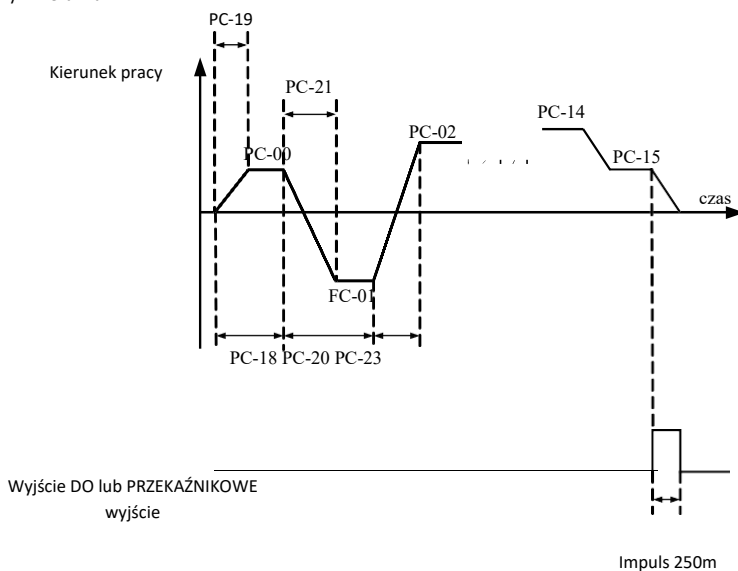 PC-19
Kierunek pracy
PC-21
PC-00
PC-02
PC-14
PC-15
czas
FC-01
PC-18 PC-20 PC-23
Wyjście DO lub PRZEKAŹNIKOWE
wyjście
Impuls 250m